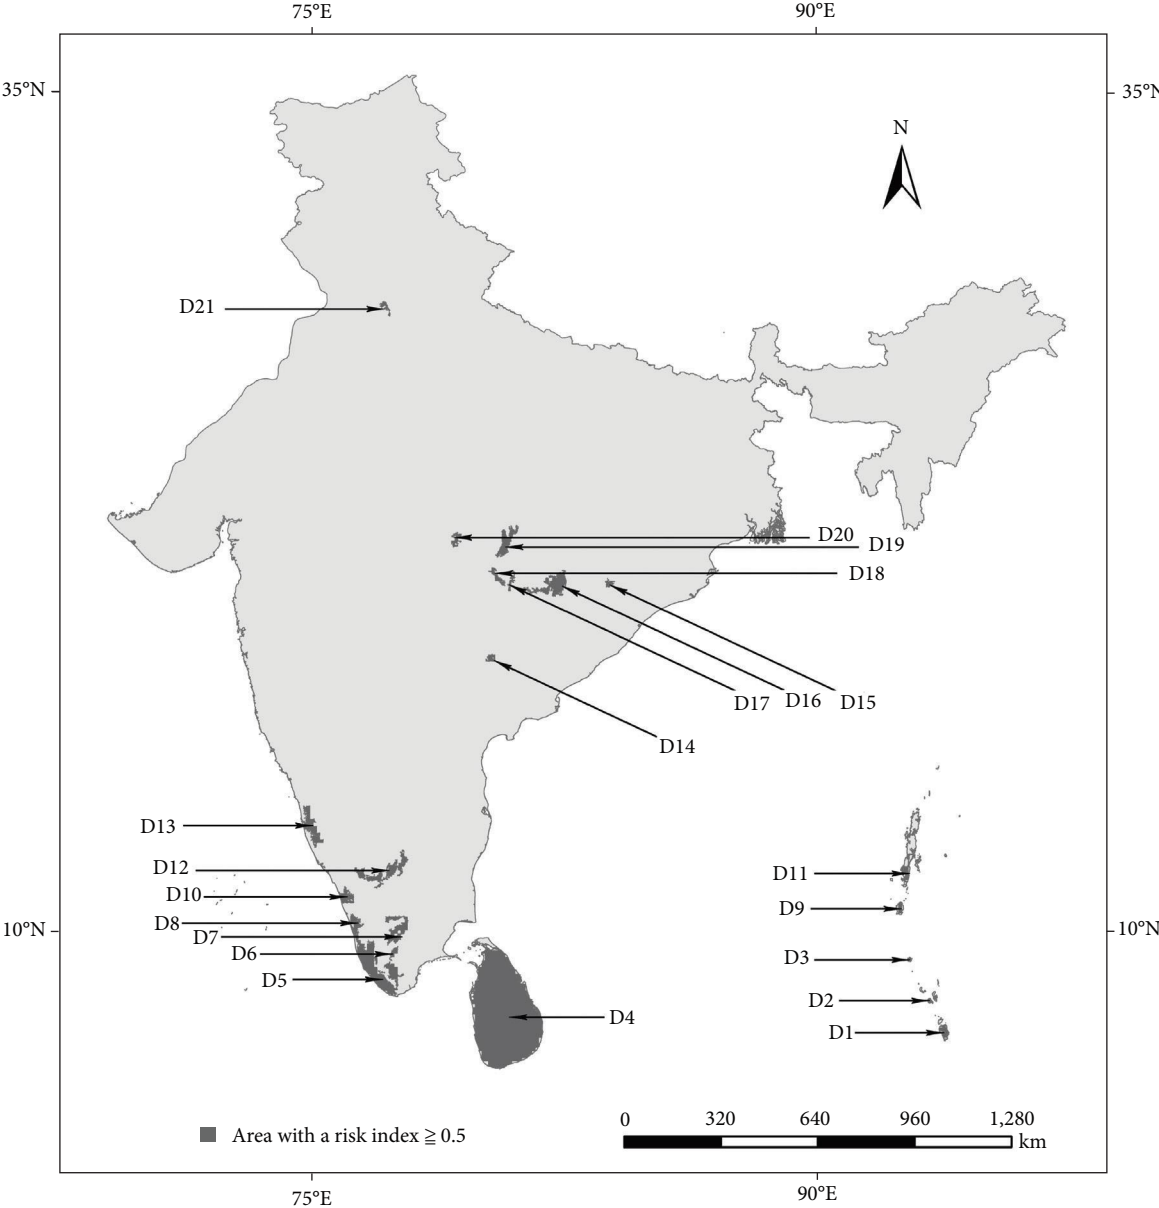 75°E 90°E
35°N 35°N
N
D21
D20
D19
D18
D17 D16 D15
D14
D13
D12
D11
D10
D9
D8
10°N 10°N
D7
D6
D3
D5
D2
D4
D1
0 320 640 960 1,280
km
Area with a risk index ≧ 0.5
75°E 90°E